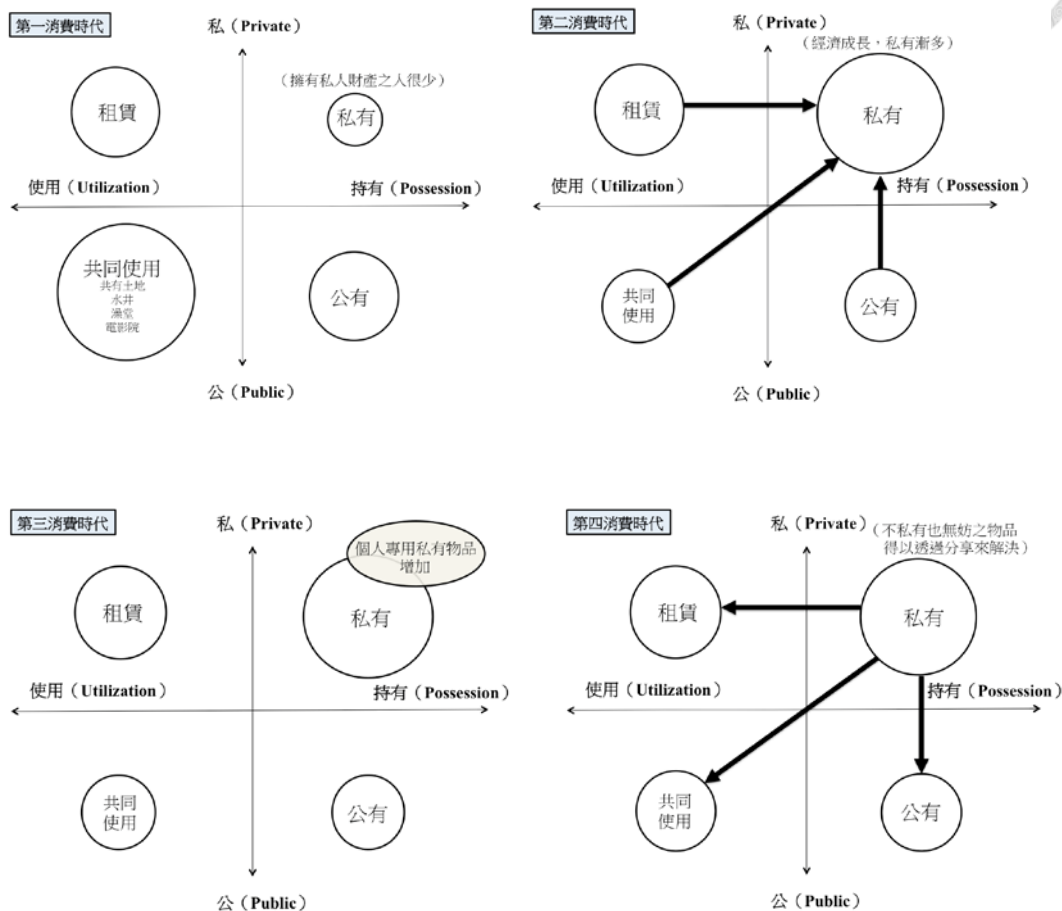 第一消費時代
私（Private）
（擁有私人財產之人很少）
租賃
私有
使用（Utilization）
持有（Possession）
共同使用
共有土地
水井
澡堂
電影院
公有
公（Public）
第二消費時代
私（Private）
（經濟成長，私有漸多）
租賃
私有
使用（Utilization）
持有（Possession）
共同
使用
公有
公（Public）
第三消費時代
私（Private）
個人專用私有物品
增加
租賃
私有
使用（Utilization）
持有（Possession）
共同
使用
公有
公（Public）
第四消費時代
私（Private）
（不私有也無妨之物品
得以透過分享來解決）
租賃
私有
使用（Utilization）
持有（Possession）
共同
使用
公有
公（Public）